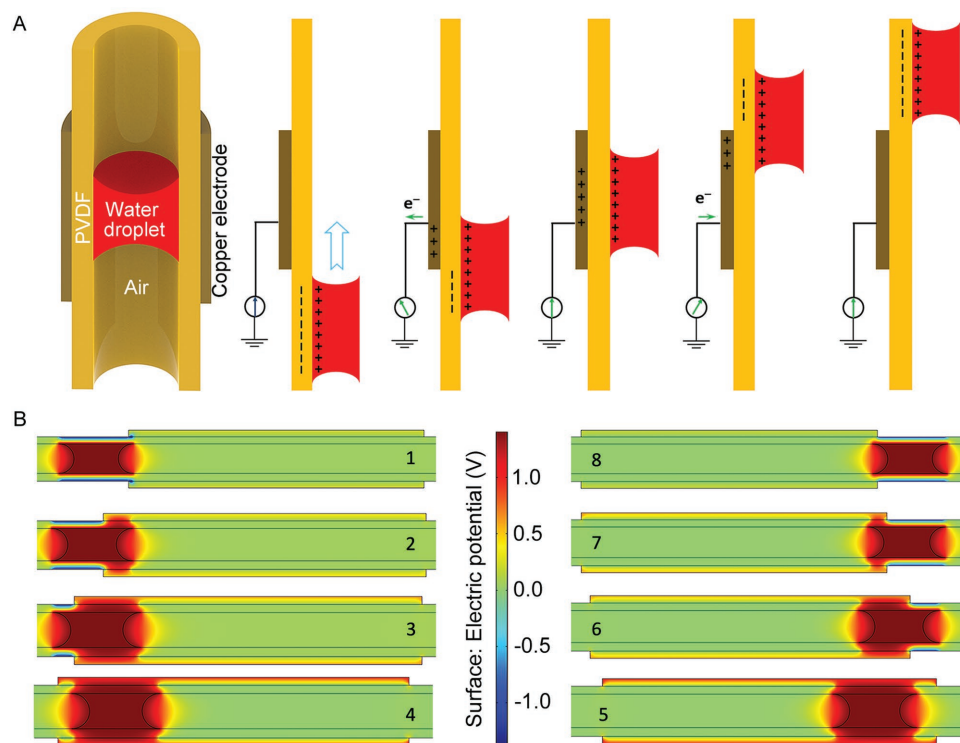 A
PVDF
Water
droplet
Air
Copper electrode
e⁻
e⁻
B
1
2
3
4
Surface: Electric potential (V)
1.0
0.5
0.0
-0.5
-1.0
8
7
6
5